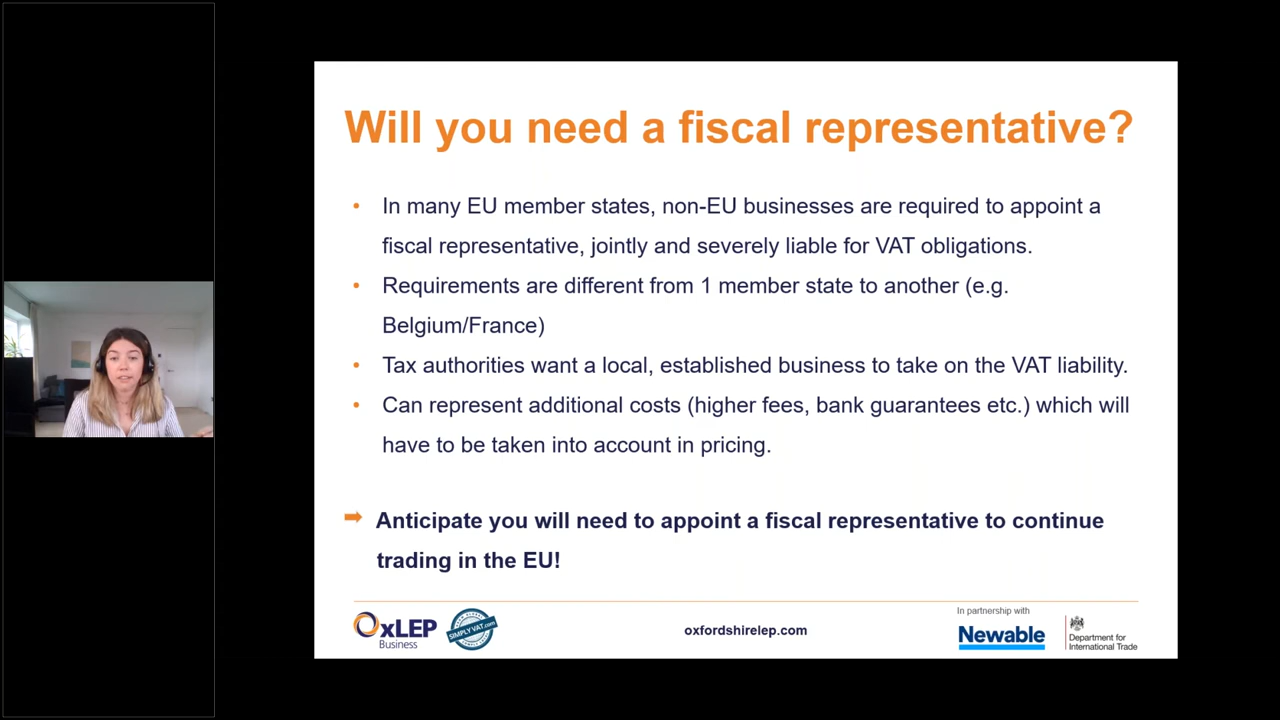 Will you need a fiscal representative?
• In many EU member states, non-EU businesses are required to appoint a
fiscal representative, jointly and severely liable for VAT obligations.
• Requirements are different from 1 member state to another (e.g.
Belgium/France)
• Tax authorities want a local, established business to take on the VAT liability.
• Can represent additional costs (higher fees, bank guarantees etc.) which will
have to be taken into account in pricing.
➡ Anticipate you will need to appoint a fiscal representative to continue
trading in the EU!
OxLEP
Business
SIMPLY VAT.com
oxfordshirelep.com
In partnership with
Newable
Department for
International Trade